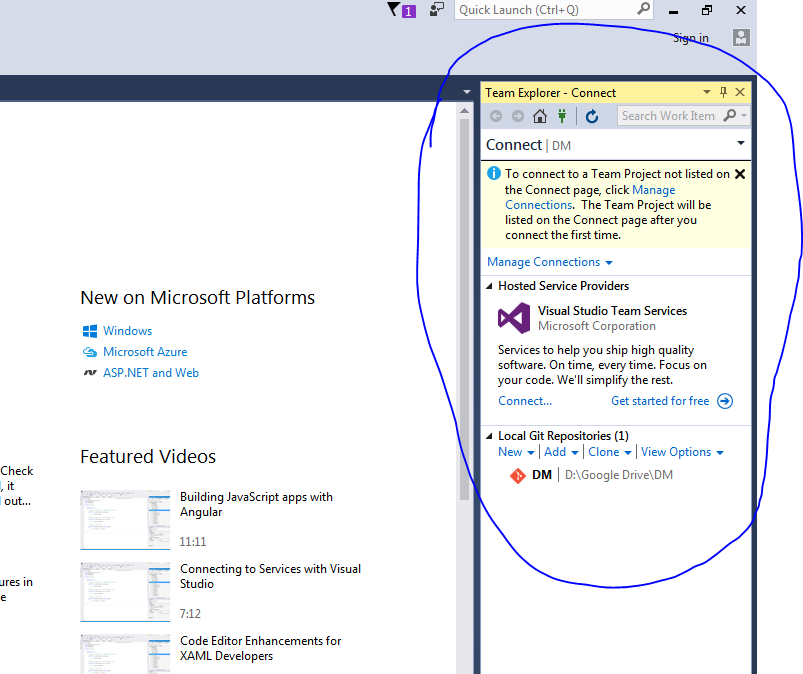 1
Quick Launch (Ctrl+Q)
Sign in
Team Explorer - Connect
Search Work Item
Connect | DM
To connect to a Team Project not listed on
the Connect page, click Manage
Connections. The Team Project will be
listed on the Connect page after you
connect the first time.
Manage Connections
Hosted Service Providers
Visual Studio Team Services
Microsoft Corporation
Services to help you ship high quality
software. On time, every time. Focus on
your code. We'll simplify the rest.
Connect...
Get started for free
Local Git Repositories (1)
New | Add | Clone | View Options
DM | D:\Google Drive\DM
New on Microsoft Platforms
Windows
Microsoft Azure
ASP.NET and Web
Featured Videos
Building JavaScript apps with
Angular
11:11
Connecting to Services with Visual
Studio
7:12
Code Editor Enhancements for
XAML Developers
Check
, it
out...
ures in
e